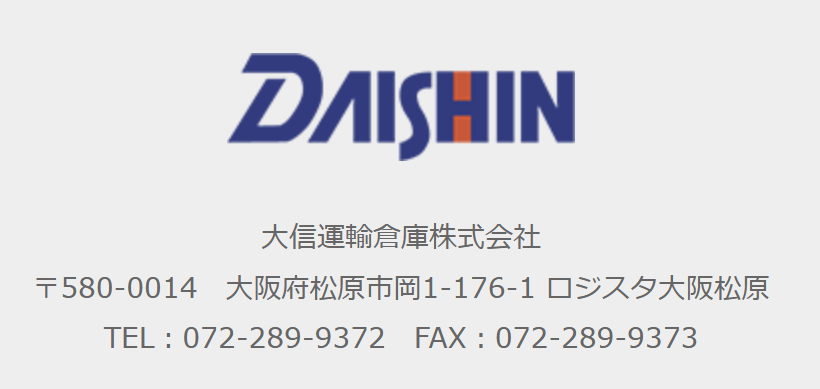 DAISHIN
大信運輸倉庫株式会社
〒580-0014　大阪府松原市岡1-176-1 ロジスタ大阪松原
TEL：072-289-9372　FAX：072-289-9373